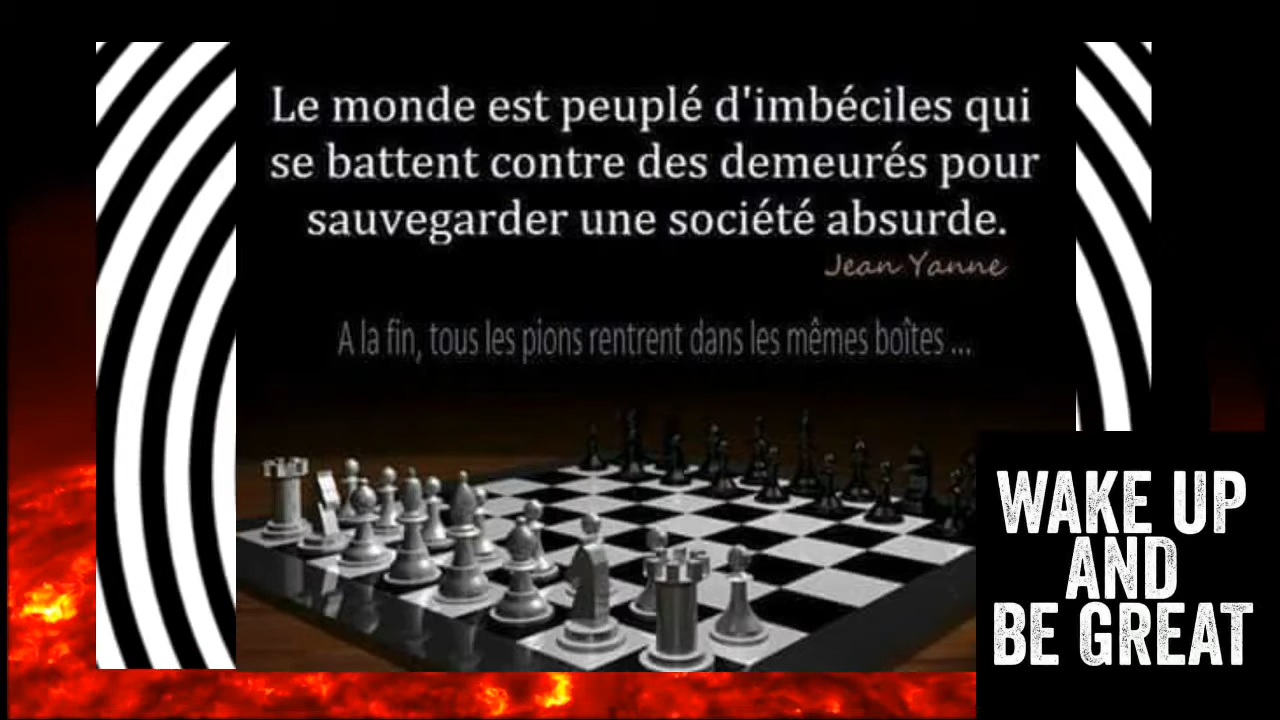 Le monde est peuplé d'imbéciles qui
se battent contre des demeurés pour
sauvegarder une société absurde.
Jean Yanne
A la fin, tous les pions rentrent dans les mêmes boîtes ...
WAKE UP
AND
BE GREAT